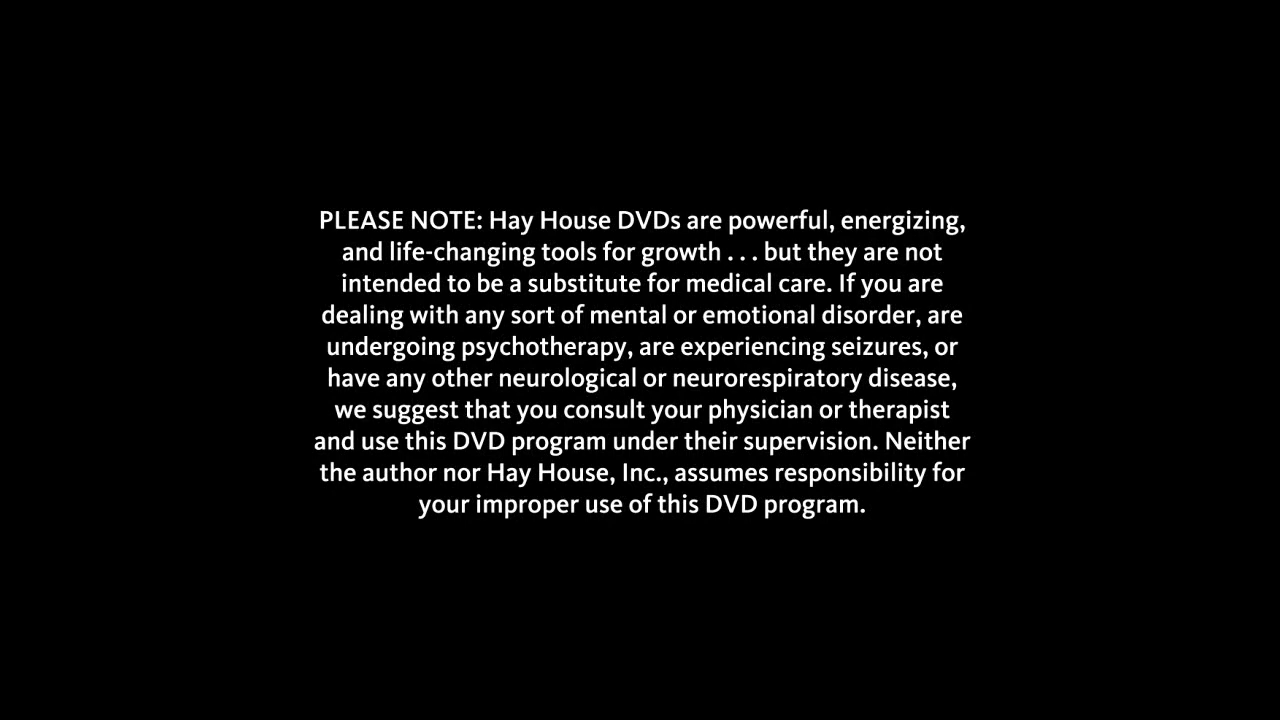 PLEASE NOTE: Hay House DVDs are powerful, energizing,
and life-changing tools for growth . . . but they are not
intended to be a substitute for medical care. If you are
dealing with any sort of mental or emotional disorder, are
undergoing psychotherapy, are experiencing seizures, or
have any other neurological or neurorespiratory disease,
we suggest that you consult your physician or therapist
and use this DVD program under their supervision. Neither
the author nor Hay House, Inc., assumes responsibility for
your improper use of this DVD program.